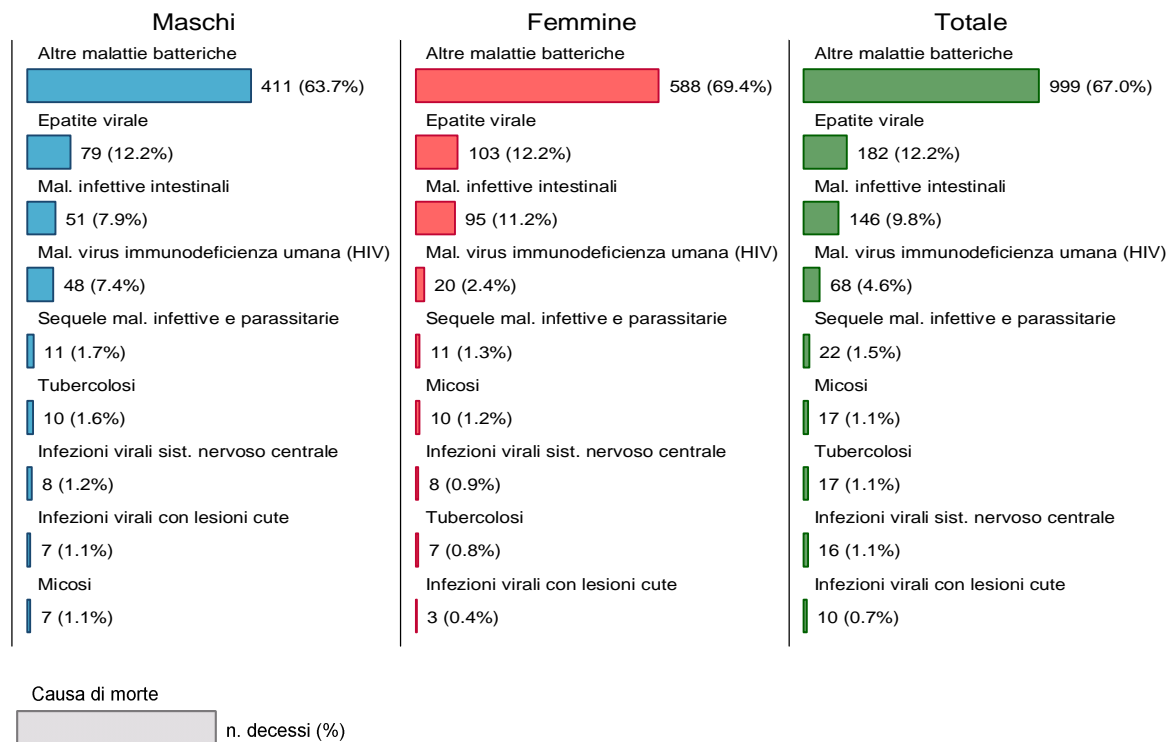 Maschi
Altre malattie batteriche
411 (63.7%)
Epatite virale
79 (12.2%)
Mal. infettive intestinali
51 (7.9%)
Mal. virus immunodeficienza umana (HIV)
48 (7.4%)
Sequele mal. infettive e parassitarie
11 (1.7%)
Tubercolosi
10 (1.6%)
Infezioni virali sist. nervoso centrale
8 (1.2%)
Infezioni virali con lesioni cute
7 (1.1%)
Micosi
7 (1.1%)
Femmine
Altre malattie batteriche
588 (69.4%)
Epatite virale
103 (12.2%)
Mal. infettive intestinali
95 (11.2%)
Mal. virus immunodeficienza umana (HIV)
20 (2.4%)
Sequele mal. infettive e parassitarie
11 (1.3%)
Micosi
10 (1.2%)
Infezioni virali sist. nervoso centrale
8 (0.9%)
Tubercolosi
7 (0.8%)
Infezioni virali con lesioni cute
3 (0.4%)
Totale
Altre malattie batteriche
999 (67.0%)
Epatite virale
182 (12.2%)
Mal. infettive intestinali
146 (9.8%)
Mal. virus immunodeficienza umana (HIV)
68 (4.6%)
Sequele mal. infettive e parassitarie
22 (1.5%)
Micosi
17 (1.1%)
Tubercolosi
17 (1.1%)
Infezioni virali sist. nervoso centrale
16 (1.1%)
Infezioni virali con lesioni cute
10 (0.7%)
Causa di morte
n. decessi (%)